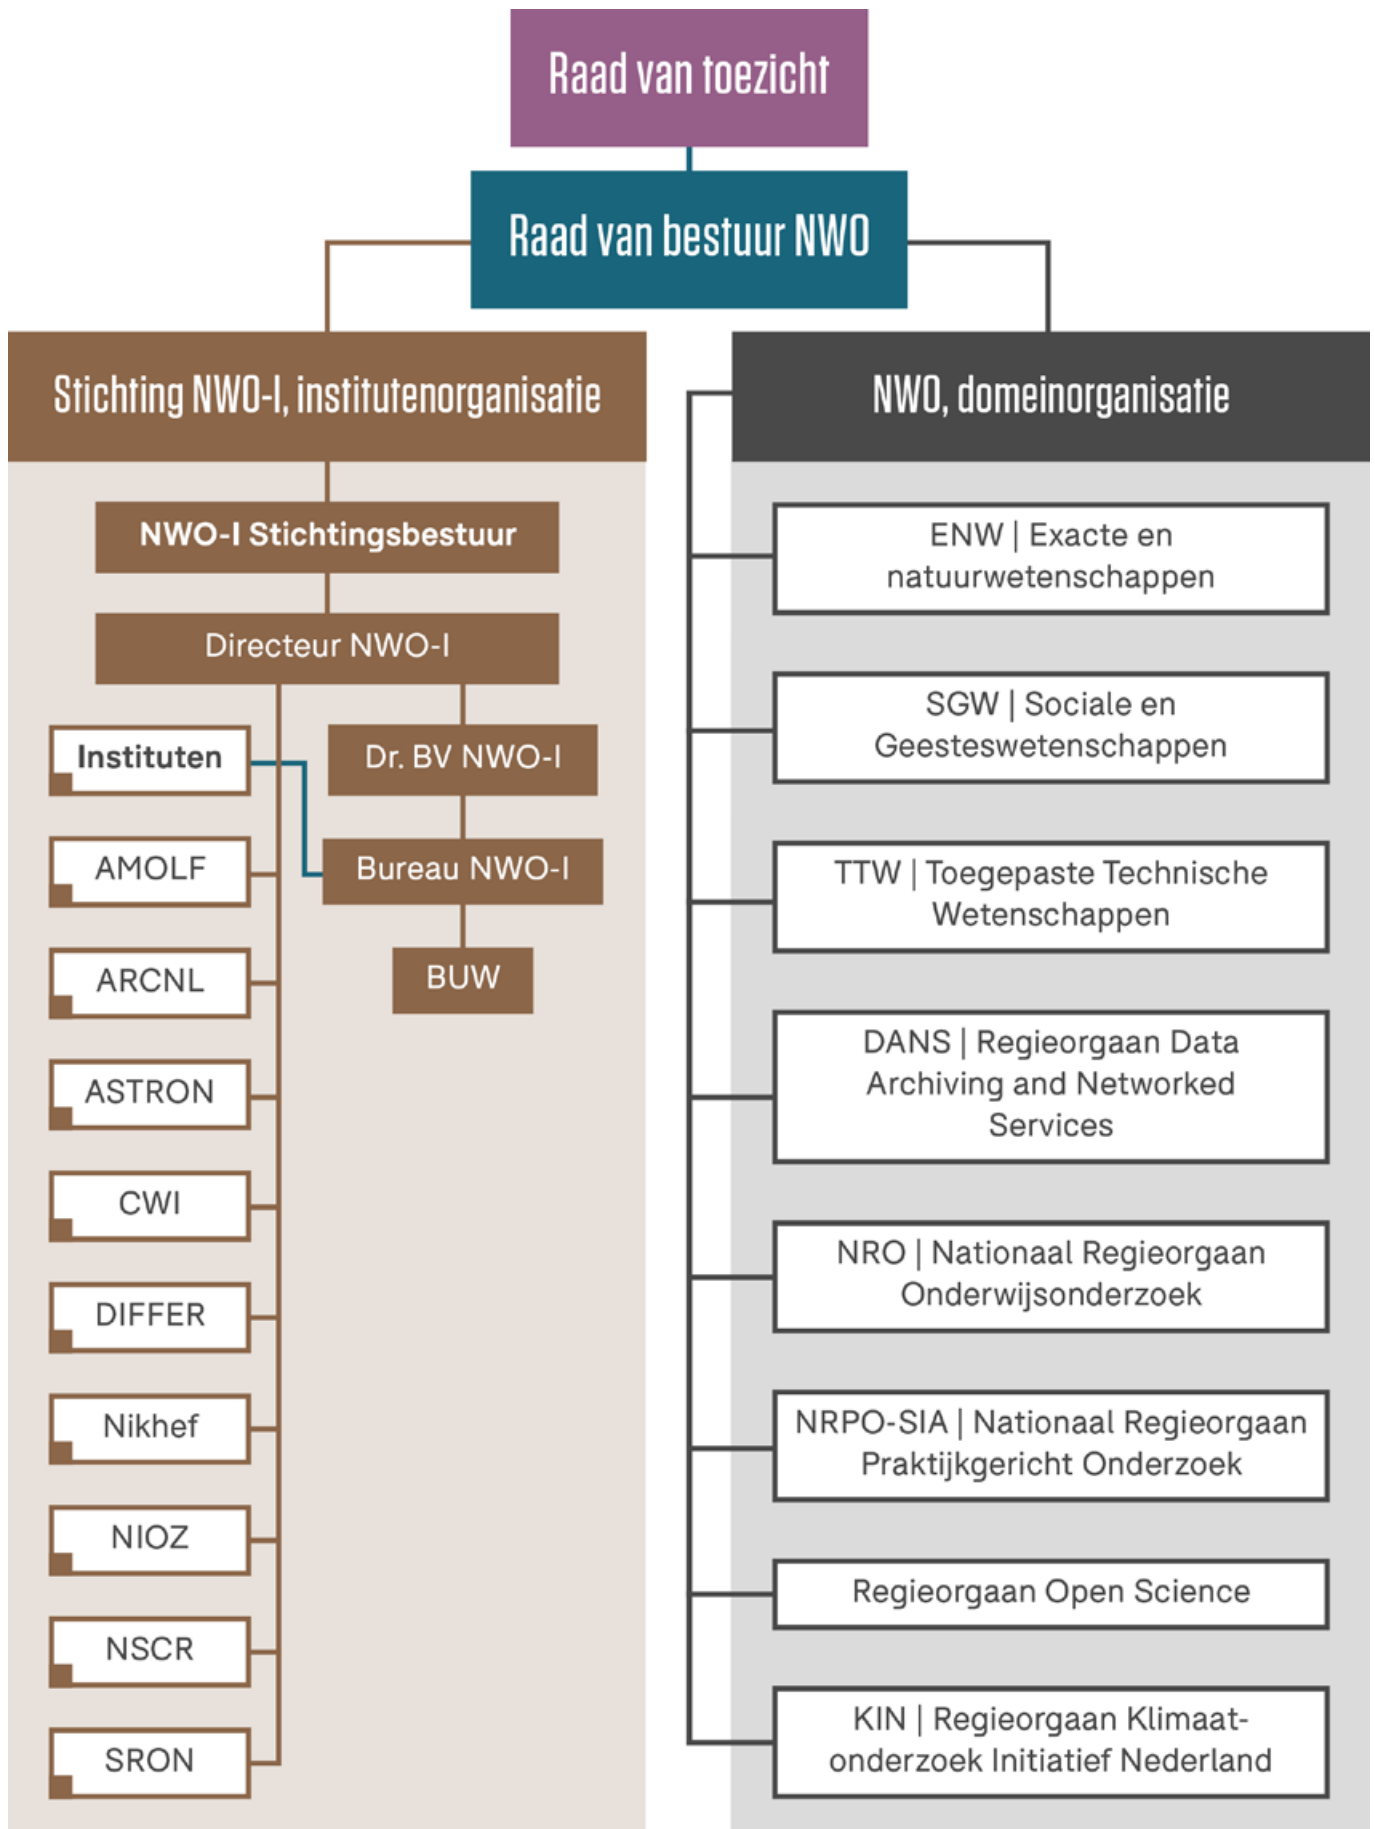 Raad van toezicht
Raad van bestuur NWO
Stichting NWO-I, institutenorganisatie
NWO-I Stichtingsbestuur
Directeur NWO-I
Instituten
Dr. BV NWO-I
AMOLF
Bureau NWO-I
ARCNL
BUW
ASTRON
CWI
DIFFER
Nikhef
NIOZ
NSCR
SRON
NWO, domeinorganisatie
ENW | Exacte en
natuurwetenschappen
SGW | Sociale en
Geesteswetenschappen
TTW | Toegepaste Technische
Wetenschappen
DANS | Regieorgaan Data
Archiving and Networked
Services
NRO | Nationaal Regieorgaan
Onderwijsonderzoek
NRPO-SIA | Nationaal Regieorgaan
Praktijkgericht Onderzoek
Regieorgaan Open Science
KIN | Regieorgaan Klimaat-
onderzoek Initiatief Nederland